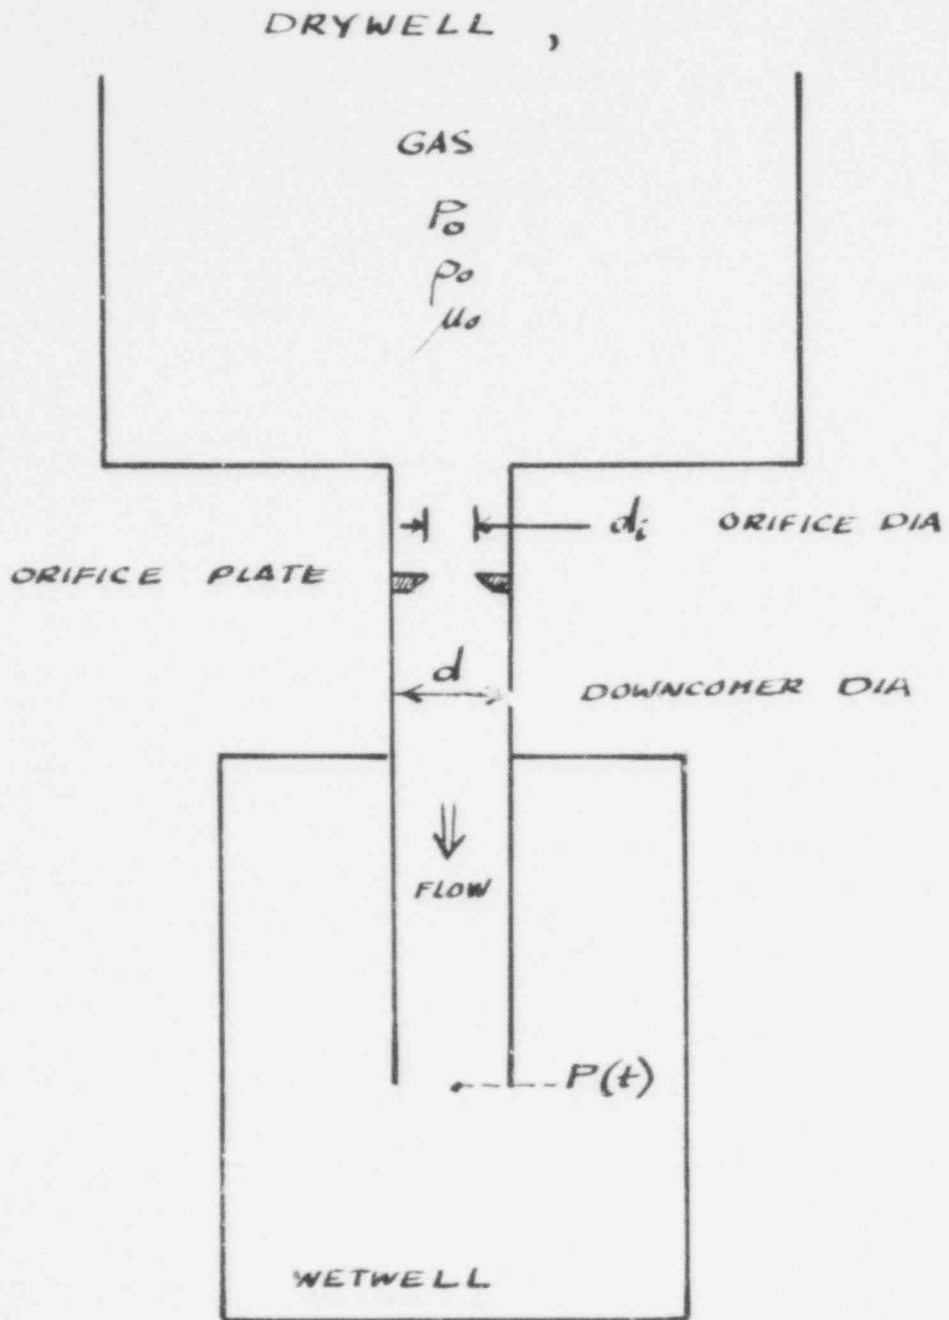 DRYWELL ,
GAS
P₀
ρ₀
μ₀
dᵢ ORIFICE DIA
ORIFICE PLATE
d
DOWNCOMER DIA
FLOW
P(t)
WETWELL